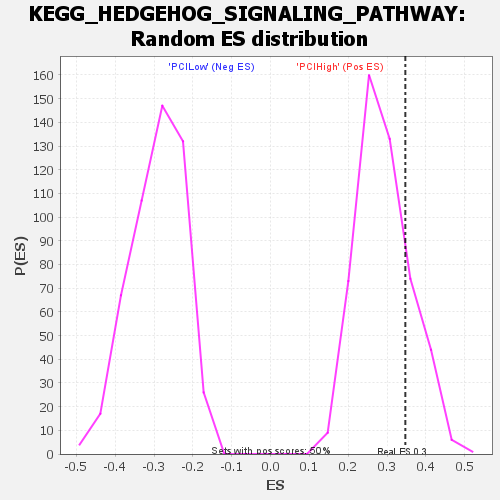 KEGG_HEDGEHOG_SIGNALING_PATHWAY:
Random ES distribution
'PCILow' (Neg ES) 'PCIHigh' (Pos ES)
160
150
140
130
120
110
100
90
80
70
60
50
40
30
20
10
0
P(ES)
Sets with pos scores: 50% Real ES 0.3
-0.5 -0.4 -0.3 -0.2 -0.1 0.0 0.1 0.2 0.3 0.4 0.5
ES